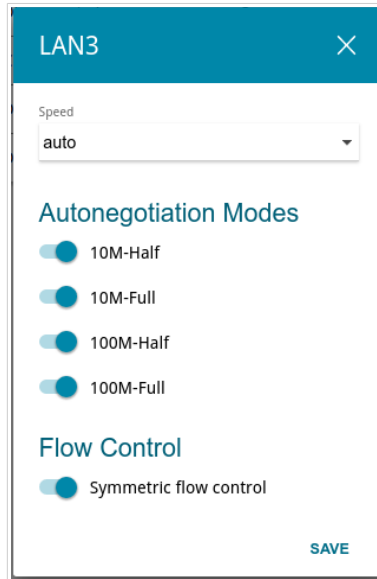 LAN3
Speed
auto
Autonegotiation Modes
10M-Half
10M-Full
100M-Half
100M-Full
Flow Control
Symmetric flow control
SAVE